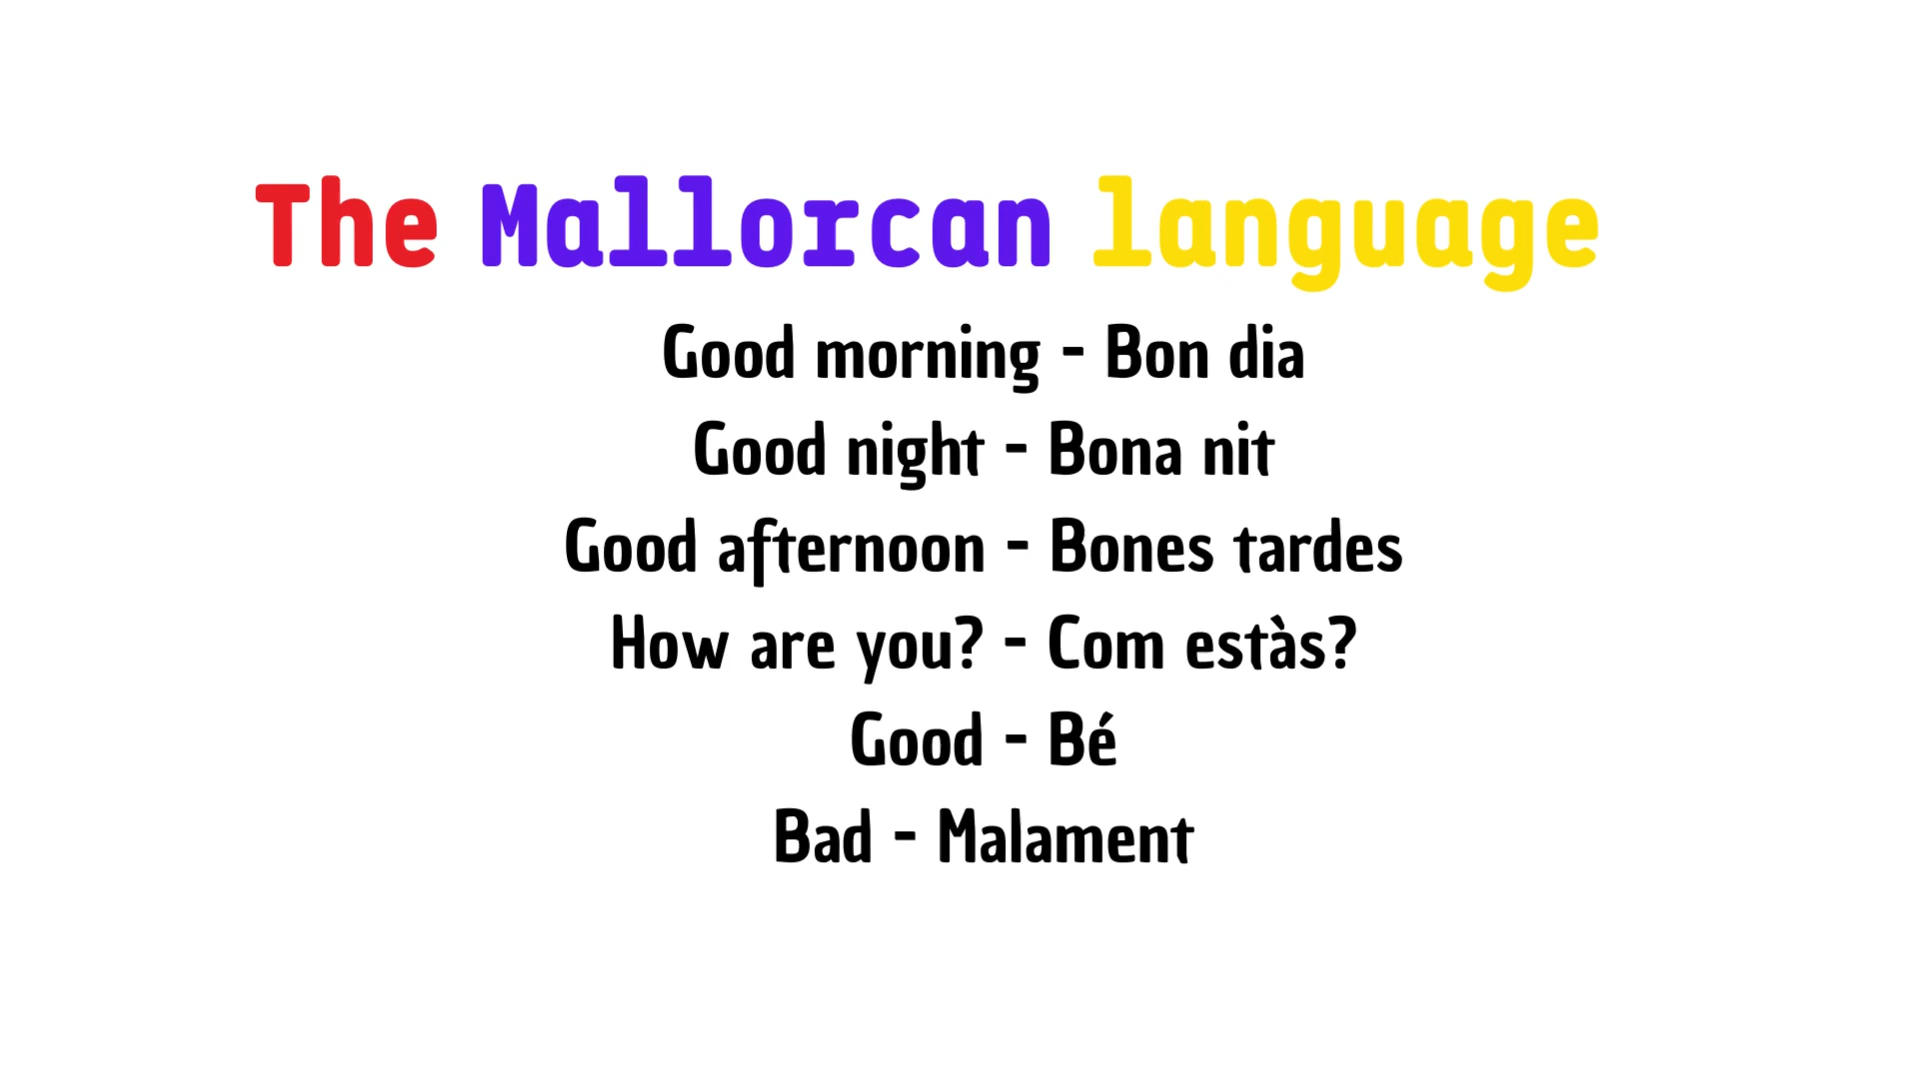 The Mallorcan language
Good morning - Bon dia
Good night - Bona nit
Good afternoon - Bones tardes
How are you? - Com estàs?
Good - Bé
Bad - Malament